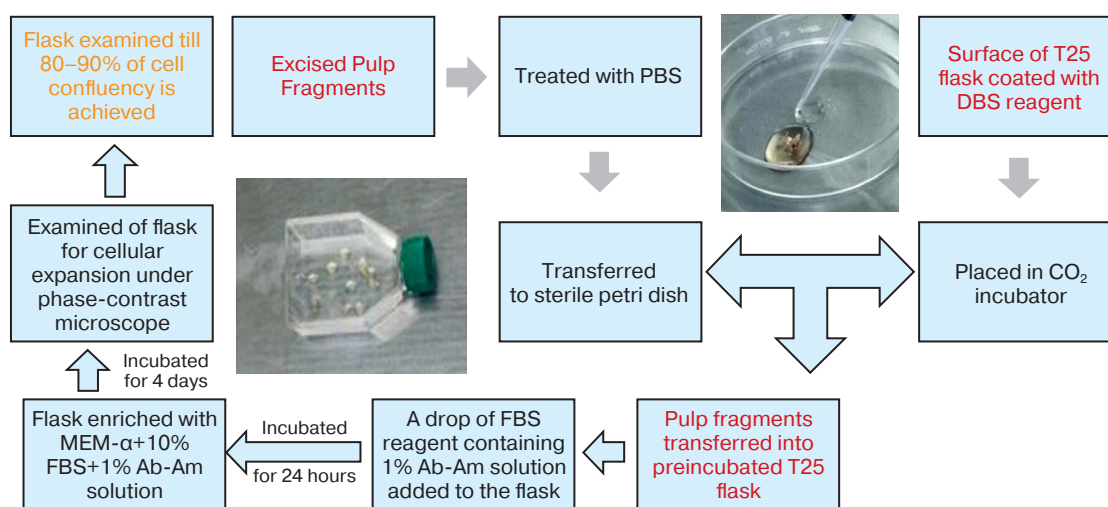 Flask examined till
80–90% of cell
confluency is
achieved
Excised Pulp
Fragments
Treated with PBS
Surface of T25
flask coated with
DBS reagent
Examined of flask
for cellular
expansion under
phase-contrast
microscope
Transferred
to sterile petri dish
Placed in CO₂
incubator
Incubated
for 4 days
Flask enriched with
MEM-α+10%
FBS+1% Ab-Am
solution
Incubated
for 24 hours
A drop of FBS
reagent containing
1% Ab-Am solution
added to the flask
Pulp fragments
transferred into
preincubated T25
flask